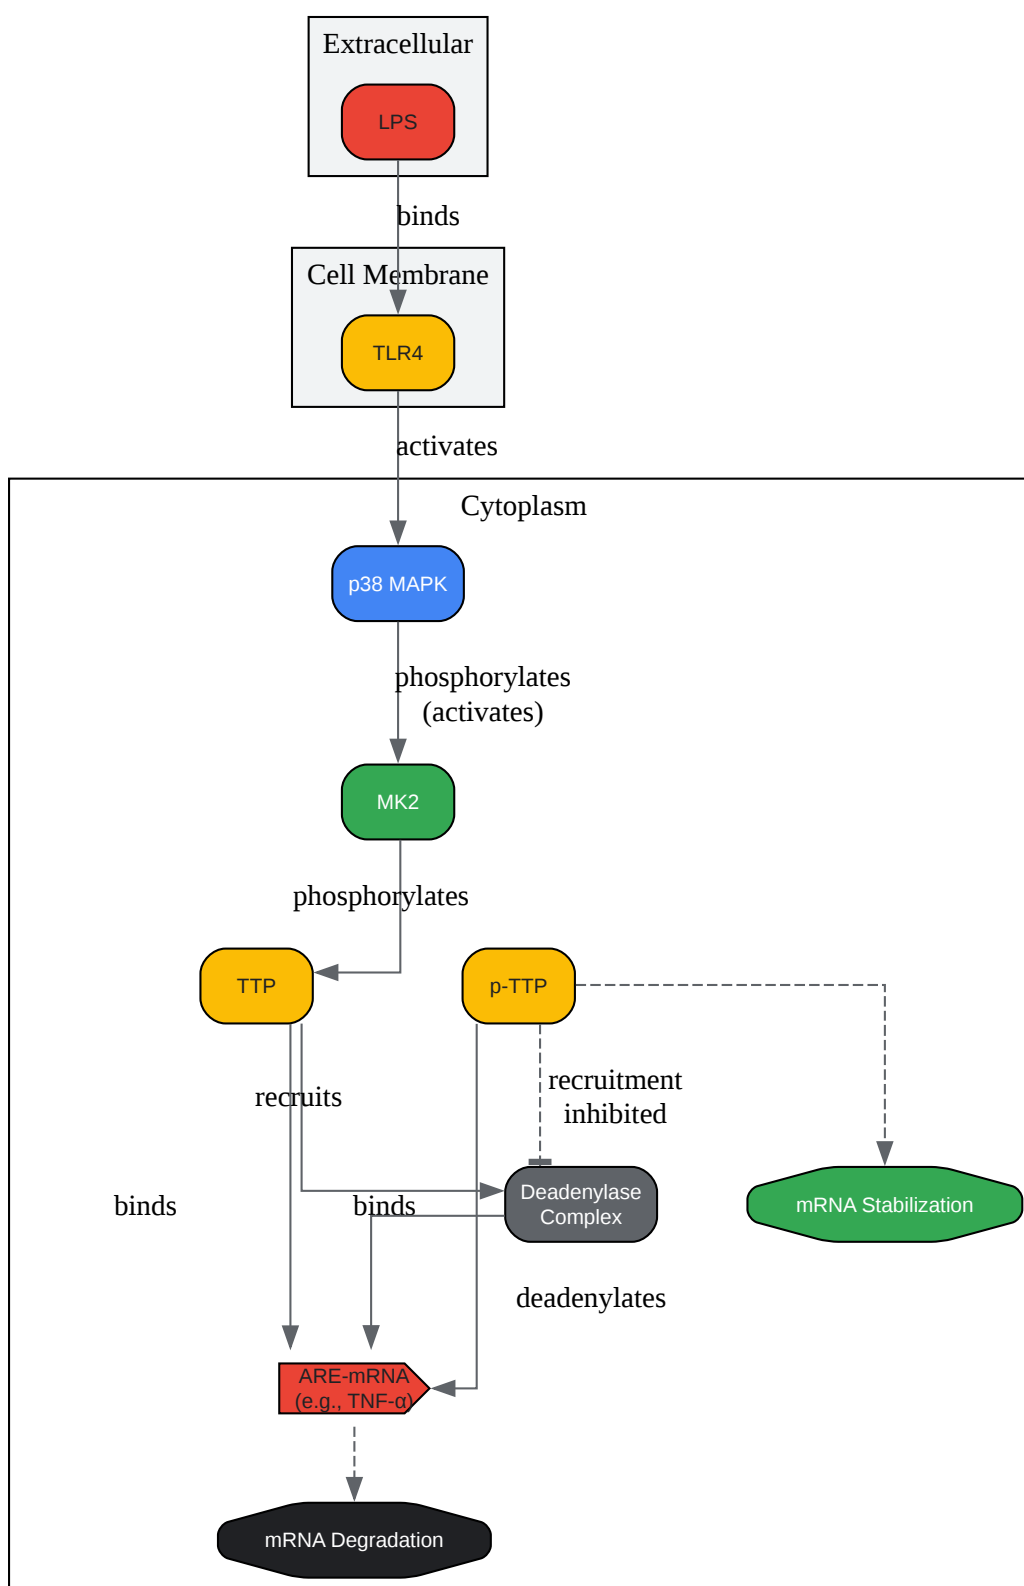 Extracellular
LPS
binds
Cell Membrane
TLR4
activates
Cytoplasm
p38 MAPK
phosphorylates
(activates)
MK2
phosphorylates
TTP
p-TTP
recruits
recruitment
inhibited
binds
binds
Deadenylase
Complex
mRNA Stabilization
deadenylates
ARE-mRNA
(e.g., TNF-α)
mRNA Degradation